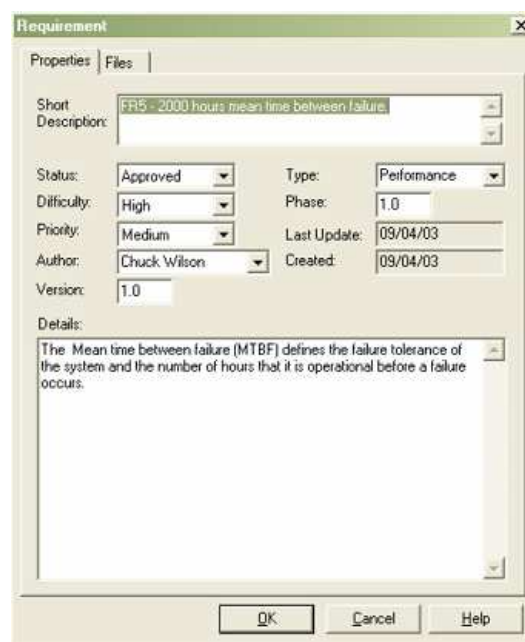 Requirement
Properties Files
Short Description: FR5 - 2000 hours mean time between failure.
Status: Approved Type: Performance
Difficulty: High Phase: 1.0
Priority: Medium Last Update: 09/04/03
Author: Chuck Wilson Created: 09/04/03
Version: 1.0
Details:
The Mean time between failure (MTBF) defines the failure tolerance of
the system and the number of hours that it is operational before a failure
occurs.
OK Cancel Help